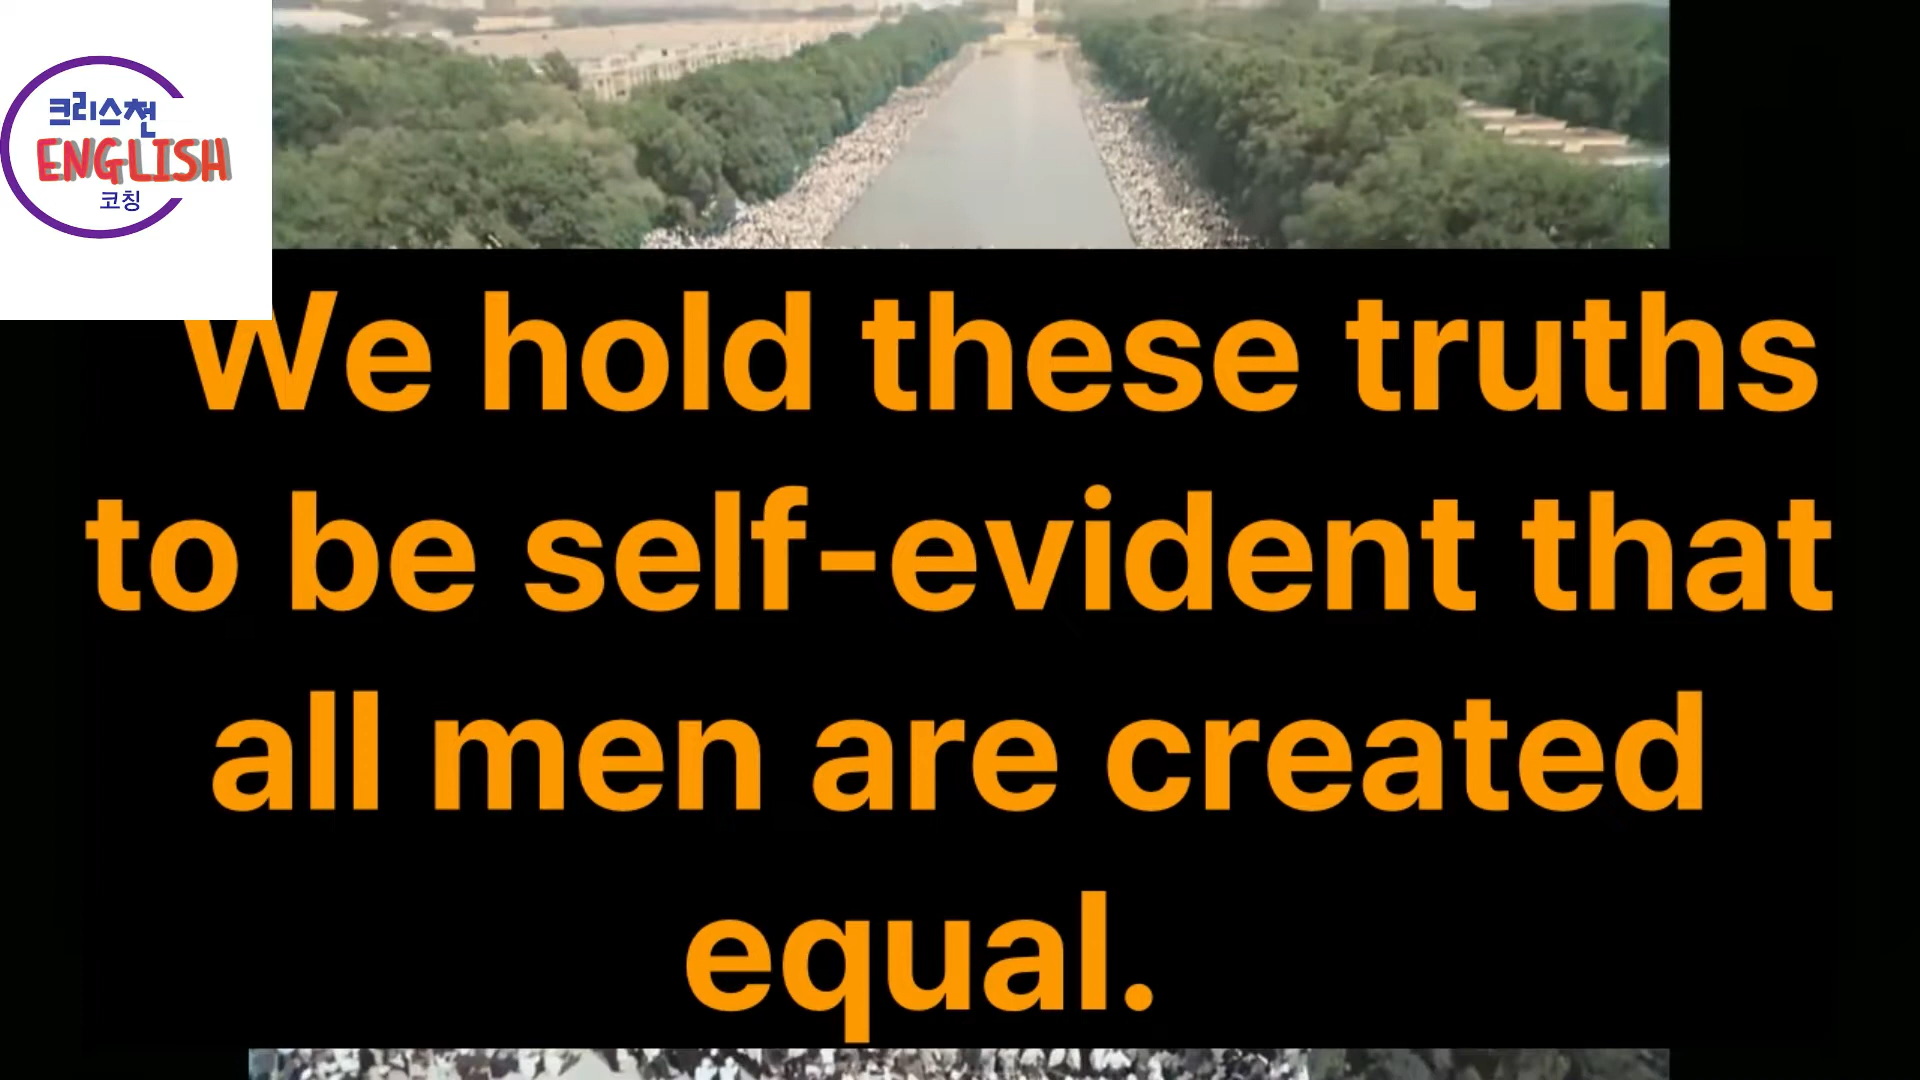 크리스천
ENGLISH
코칭
We hold these truths
to be self-evident that
all men are created
equal.